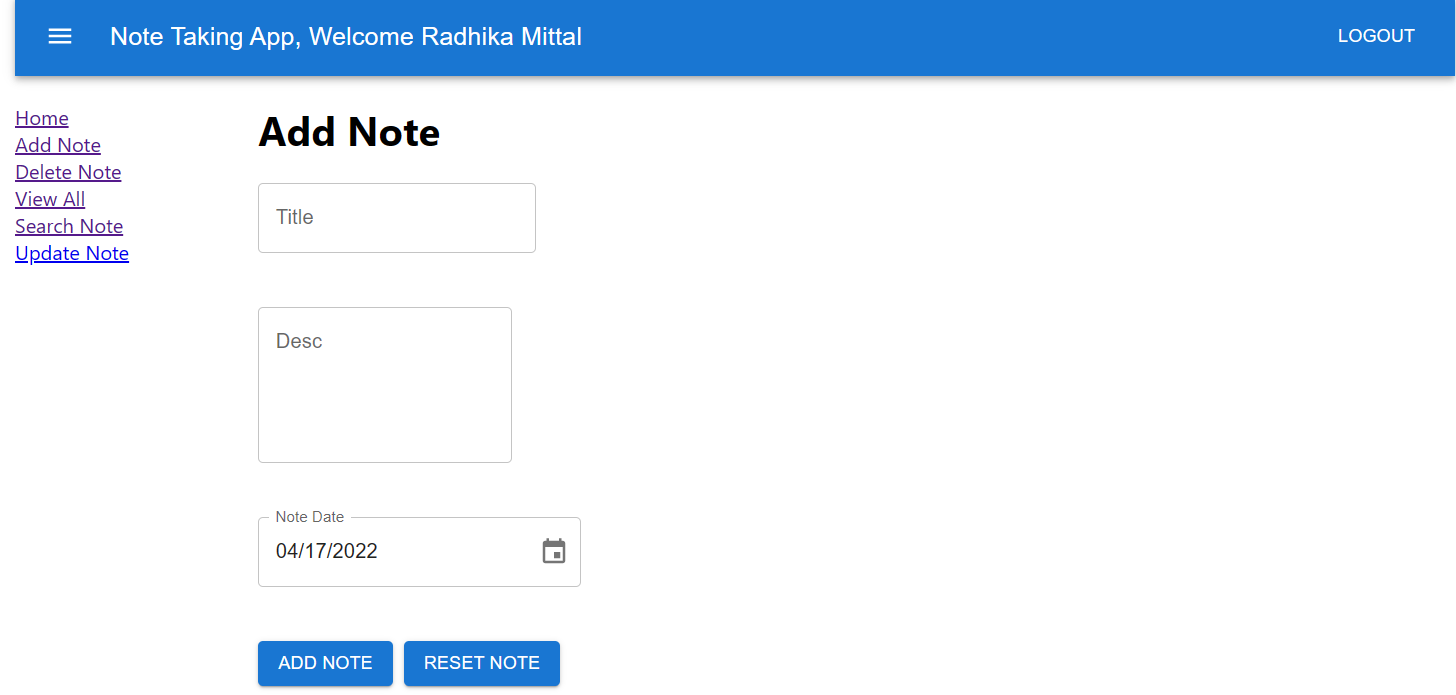 Note Taking App, Welcome Radhika Mittal
LOGOUT
Home
Add Note
Delete Note
View All
Search Note
Update Note
Add Note
Title
Desc
Note Date
04/17/2022
ADD NOTE
RESET NOTE